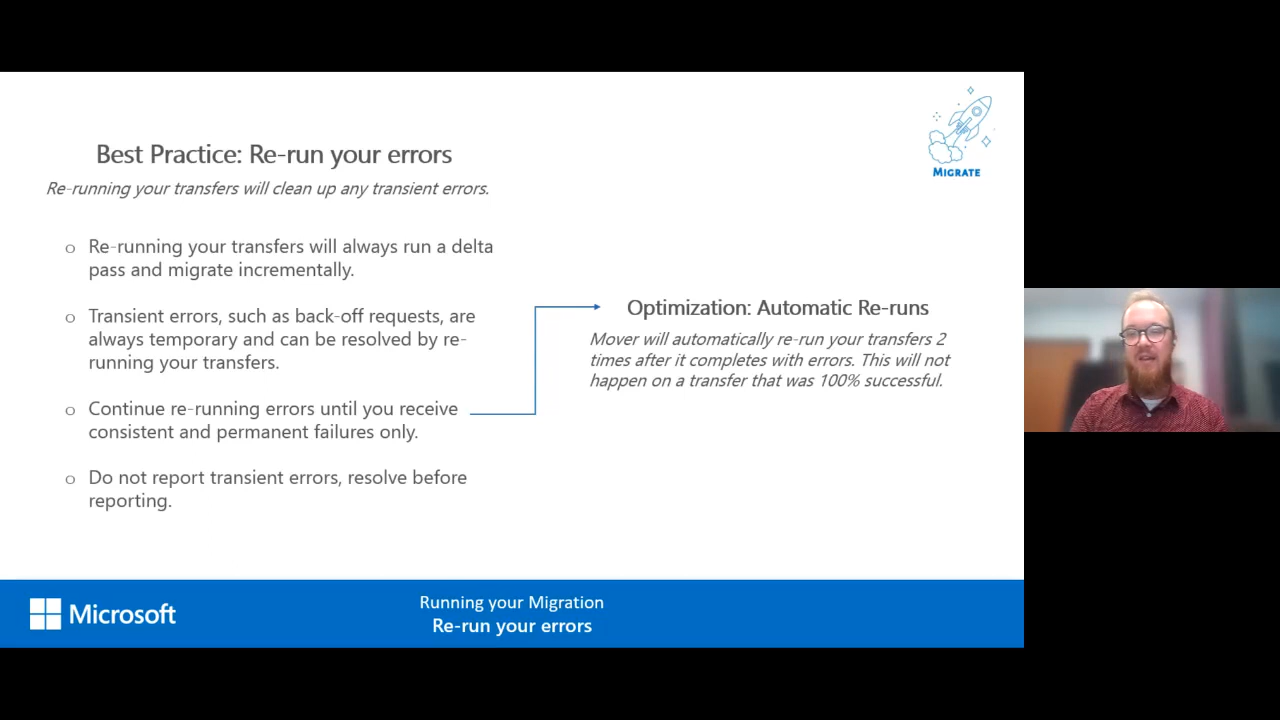 MIGRATE
Best Practice: Re-run your errors
Re-running your transfers will clean up any transient errors.
o Re-running your transfers will always run a delta
pass and migrate incrementally.
o Transient errors, such as back-off requests, are
always temporary and can be resolved by re-
running your transfers.
o Continue re-running errors until you receive
consistent and permanent failures only.
o Do not report transient errors, resolve before
reporting.
Optimization: Automatic Re-runs
Mover will automatically re-run your transfers 2
times after it completes with errors. This will not
happen on a transfer that was 100% successful.
Microsoft
Running your Migration
Re-run your errors